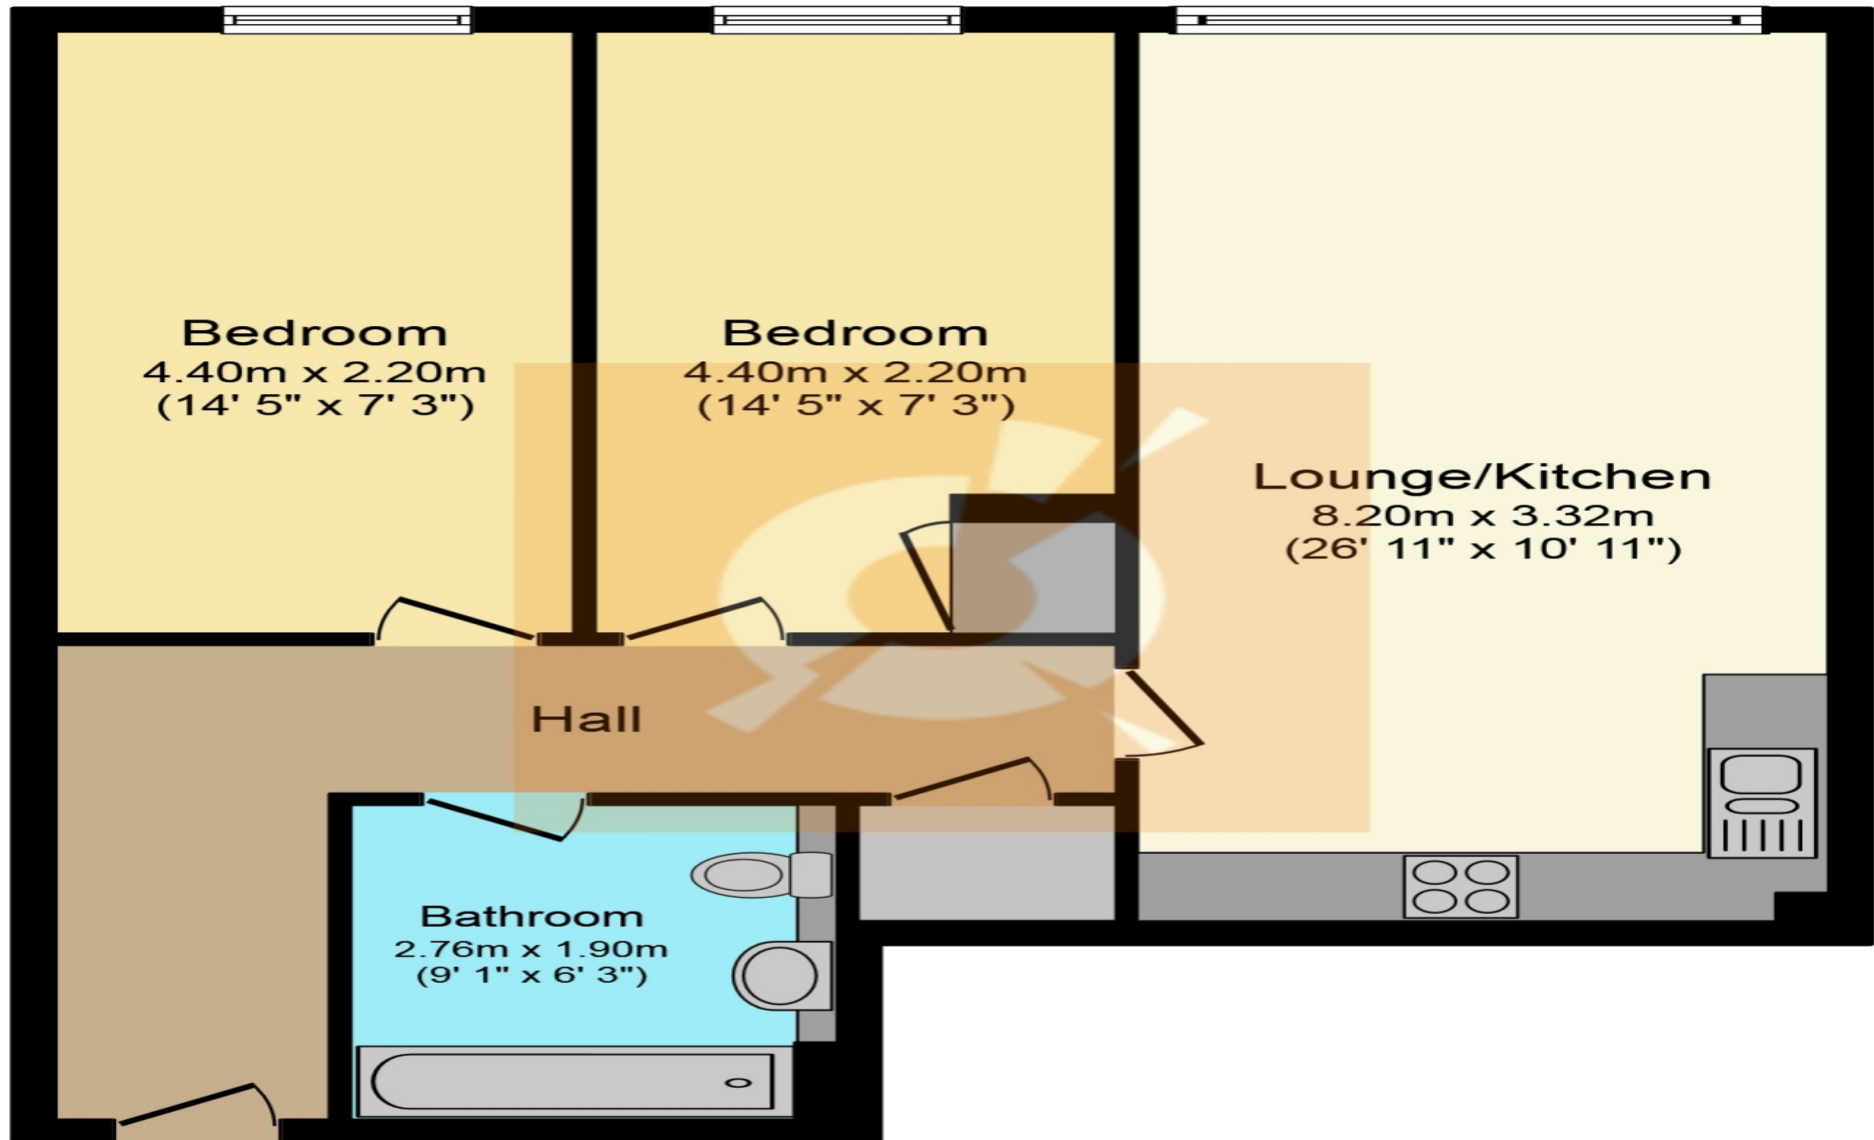 Bedroom
4.40m x 2.20m
(14' 5" x 7' 3")
Bedroom
4.40m x 2.20m
(14' 5" x 7' 3")
Lounge/Kitchen
8.20m x 3.32m
(26' 11" x 10' 11")
Hall
Bathroom
2.76m x 1.90m
(9' 1" x 6' 3")